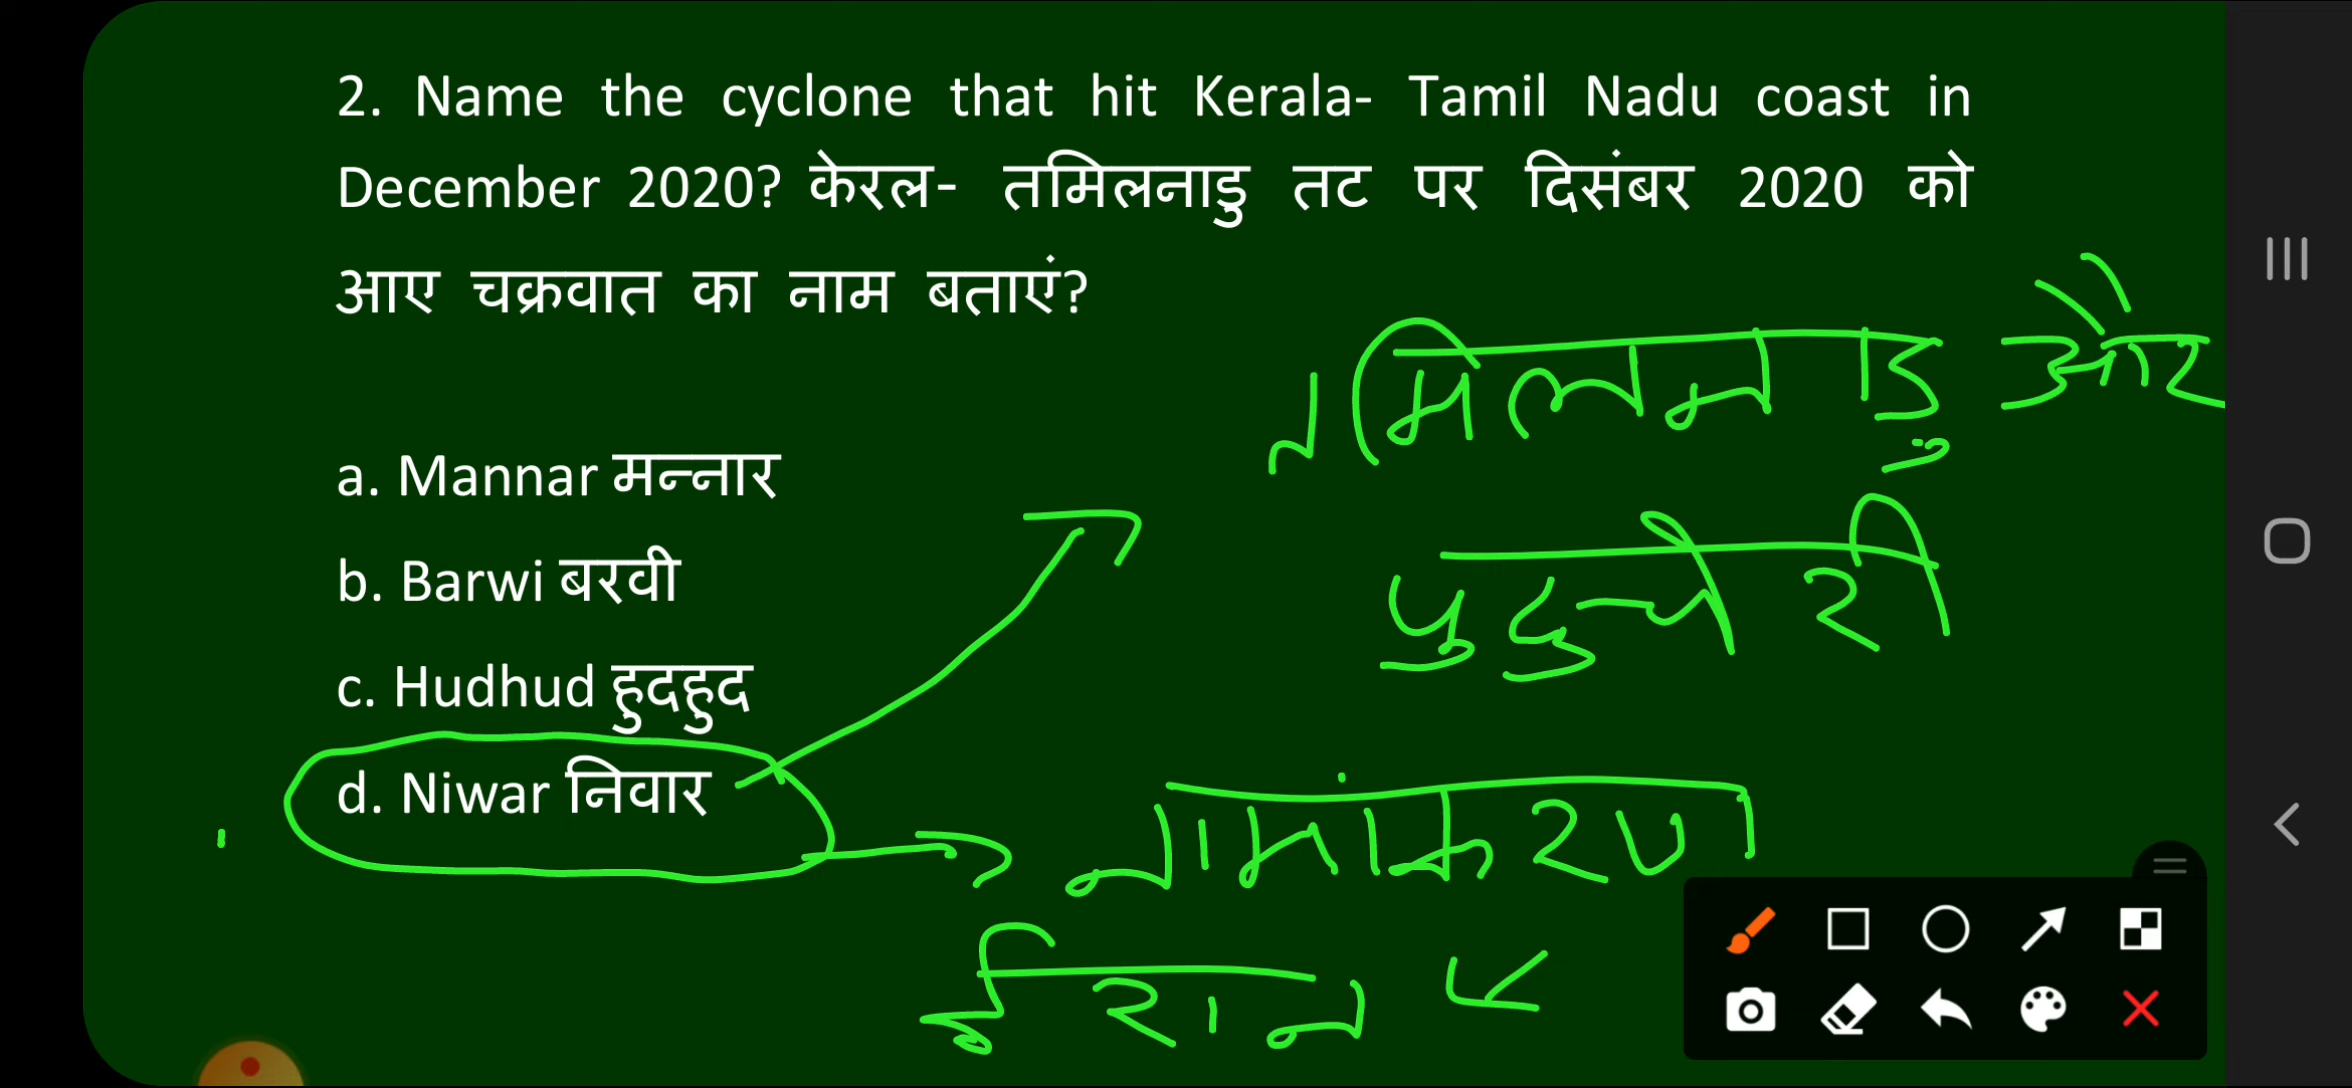 2. Name the cyclone that hit Kerala- Tamil Nadu coast in
December 2020? केरल- तमिलनाडु तट पर दिसंबर 2020 को
आए चक्रवात का नाम बताएं?
तमिलनाडु और
a. Mannar मन्नार
b. Barwi बरवी
पुदुच्चेरी
c. Hudhud हुदहुद
d. Niwar निवार
नामांकरण
ईरान